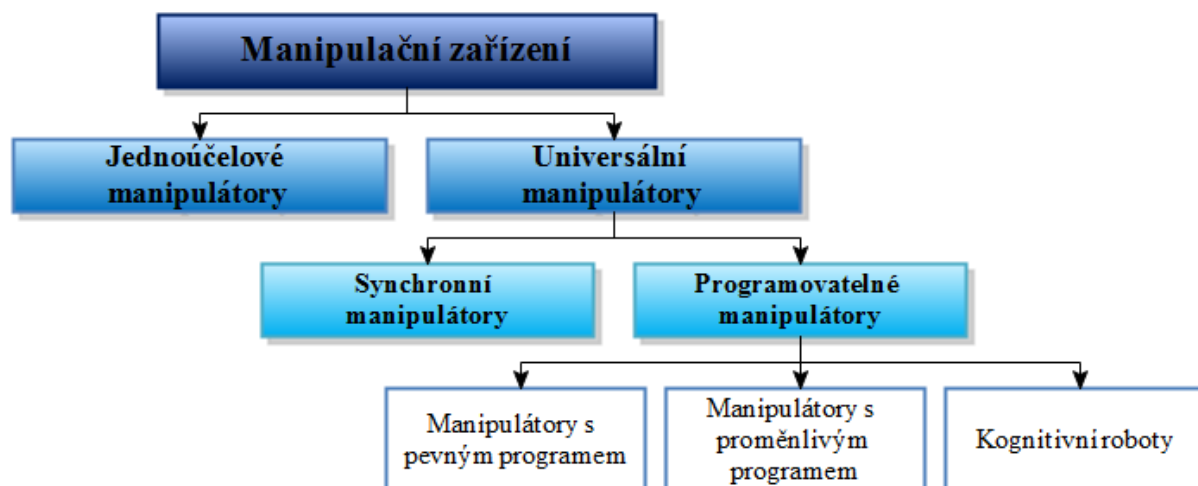 Manipulační zařízení
Jednoúčelové
manipulátory
Universální
manipulátory
Synchronní
manipulátory
Programovatelné
manipulátory
Manipulátory s
pevným programem
Manipulátory s
proměnlivým
programem
Kognitivní roboty